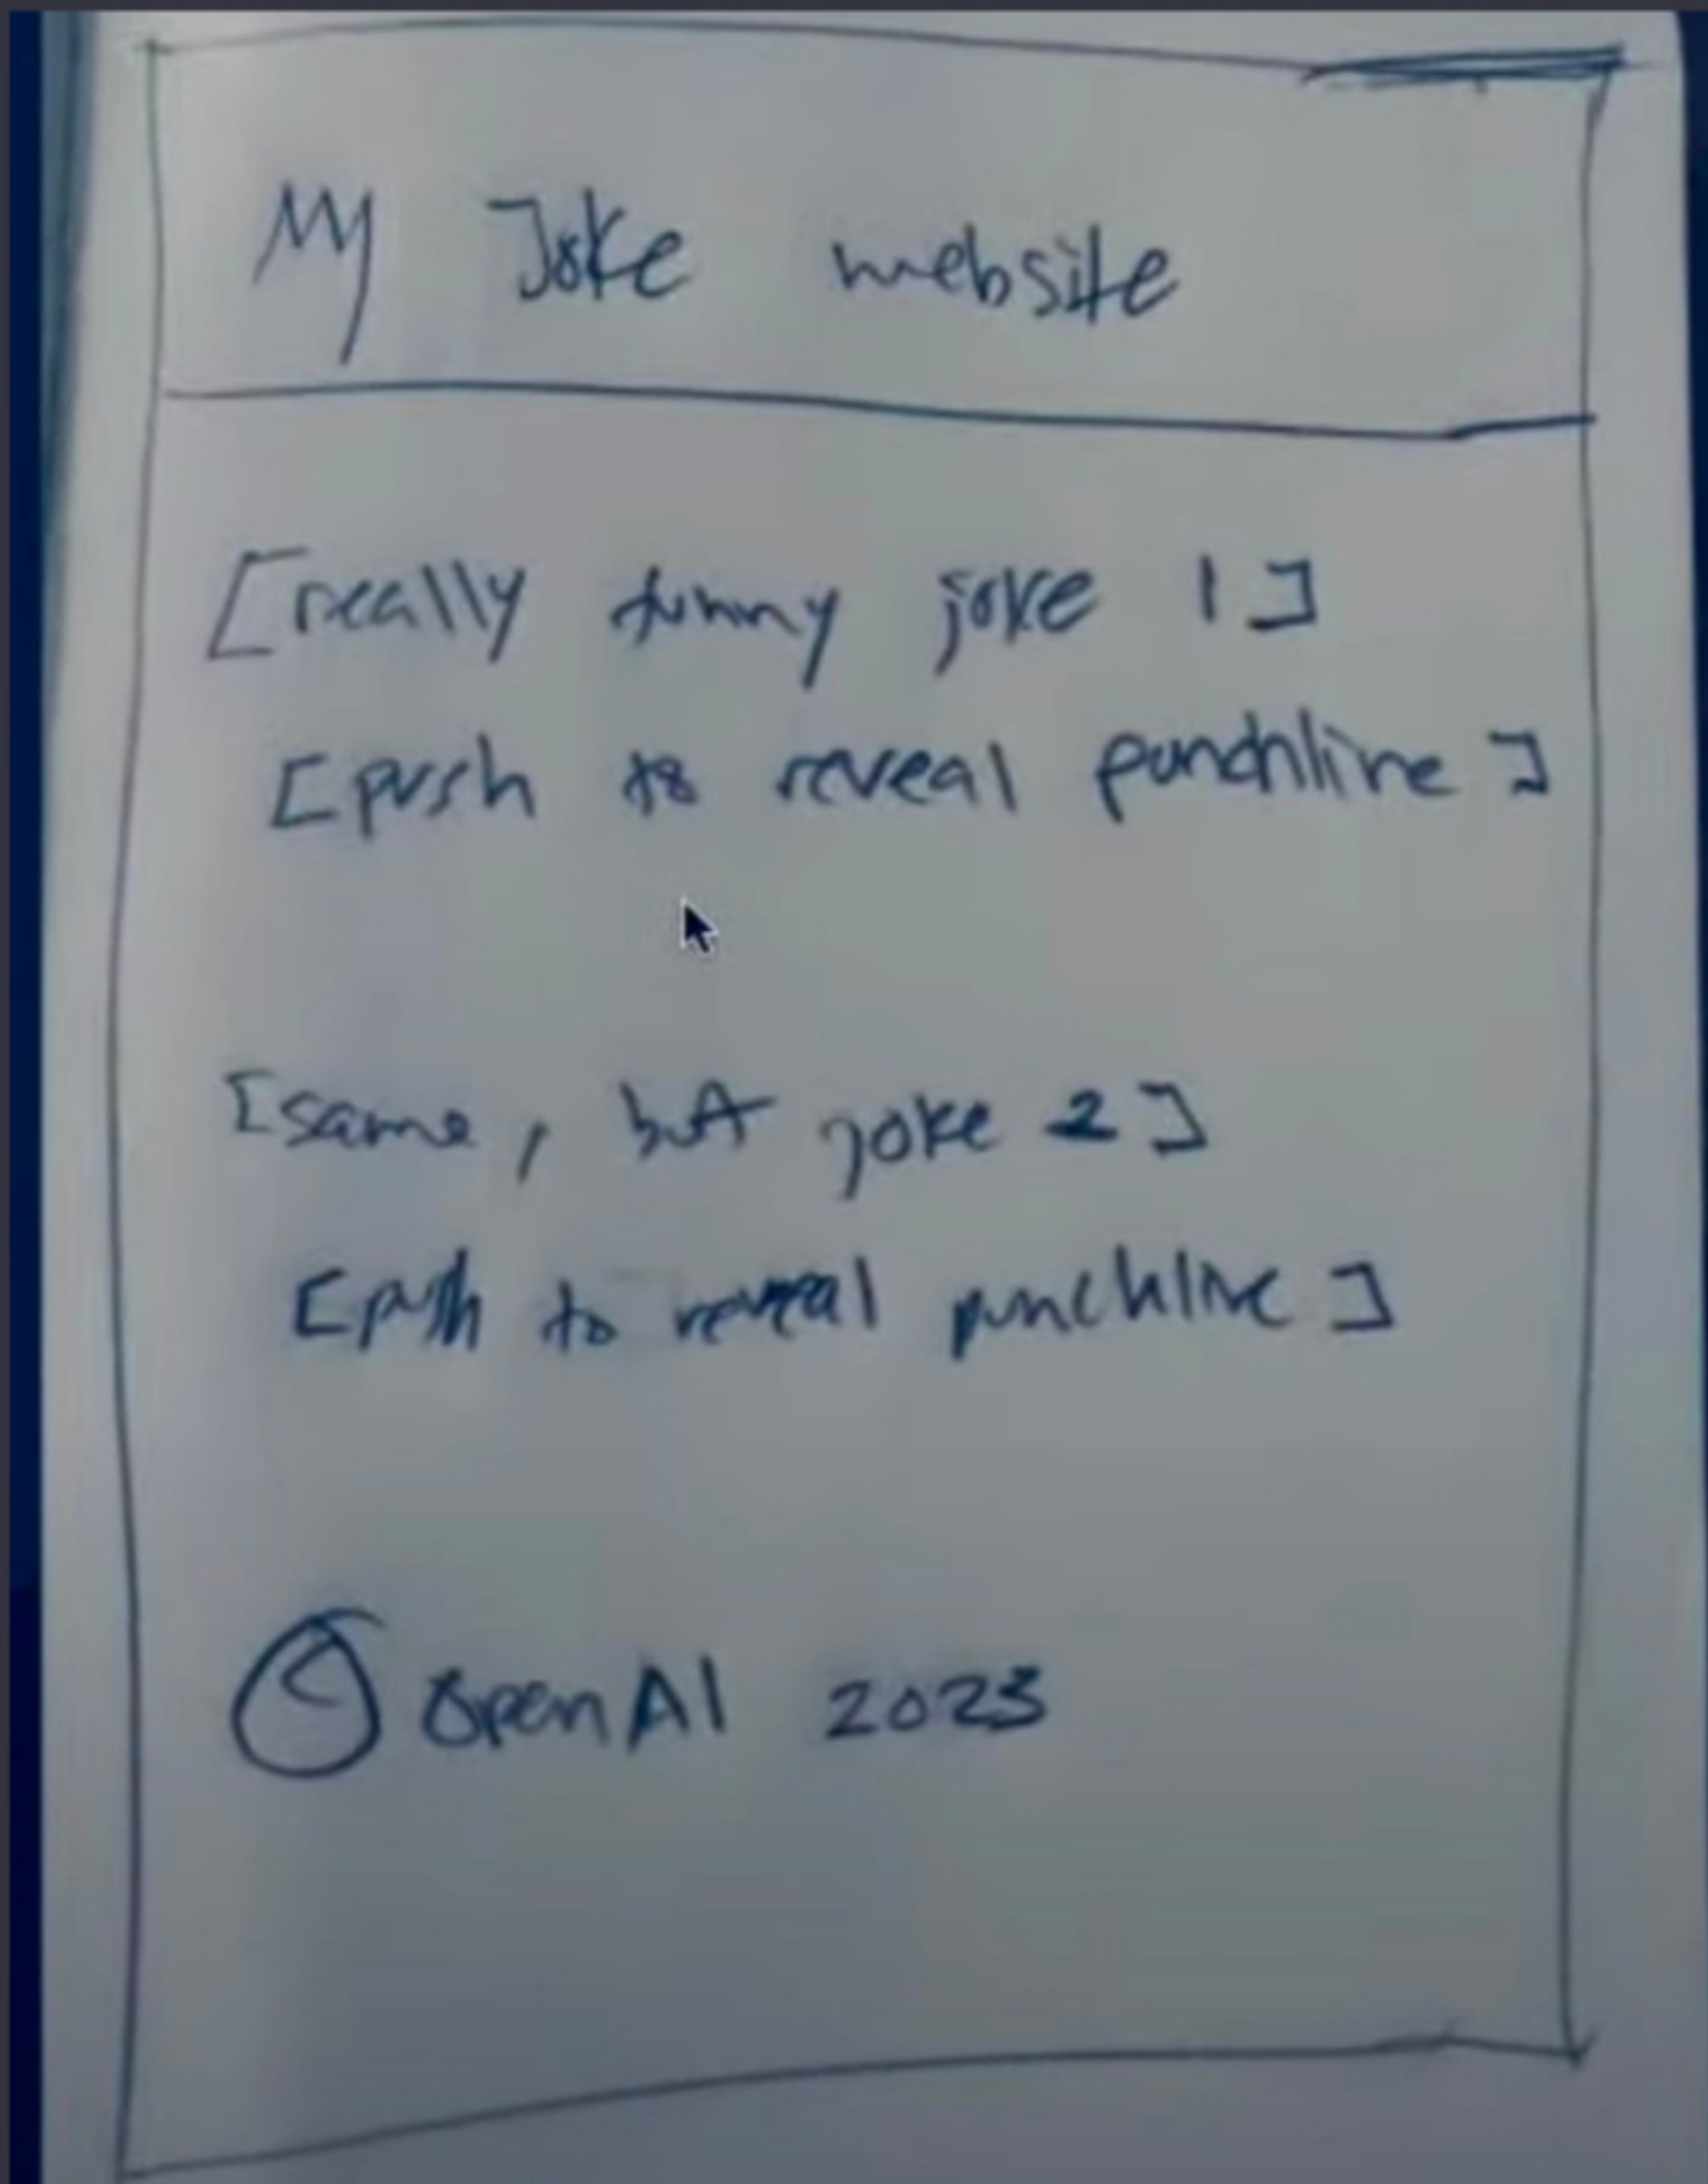 My Joke website
[really funny joke 1]
[push to reveal punchline]
[same, but joke 2]
[push to reveal punchline]
© OpenAI 2023